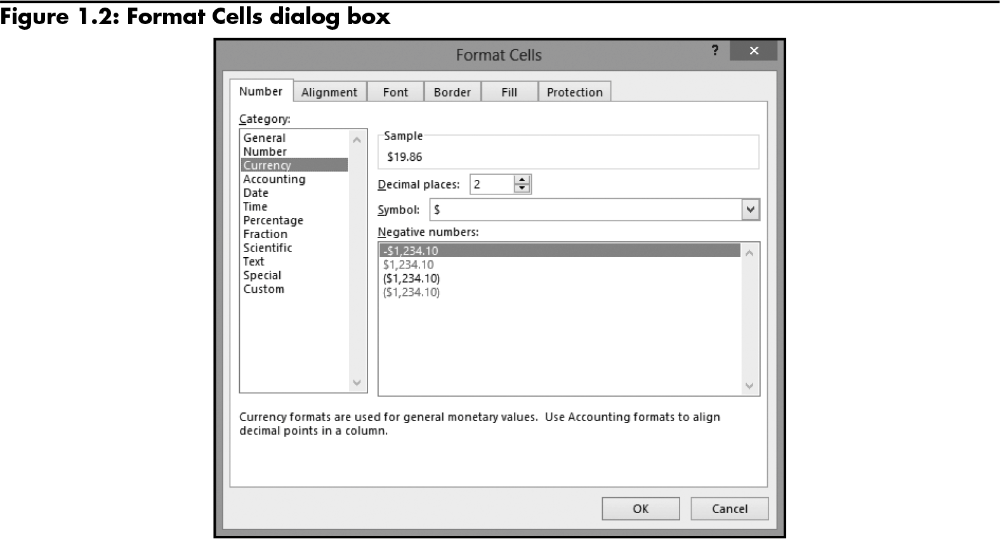 Figure 1.2: Format Cells dialog box
Format Cells
?
Number Alignment Font Border Fill Protection
Category:
General
Number
Currency
Accounting
Date
Time
Percentage
Fraction
Scientific
Text
Special
Custom
Sample
$19.86
Decimal places: 2
Symbol: $
Negative numbers:
-$1,234.10
$1,234.10
($1,234.10)
($1,234.10)
Currency formats are used for general monetary values. Use Accounting formats to align
decimal points in a column.
OK Cancel